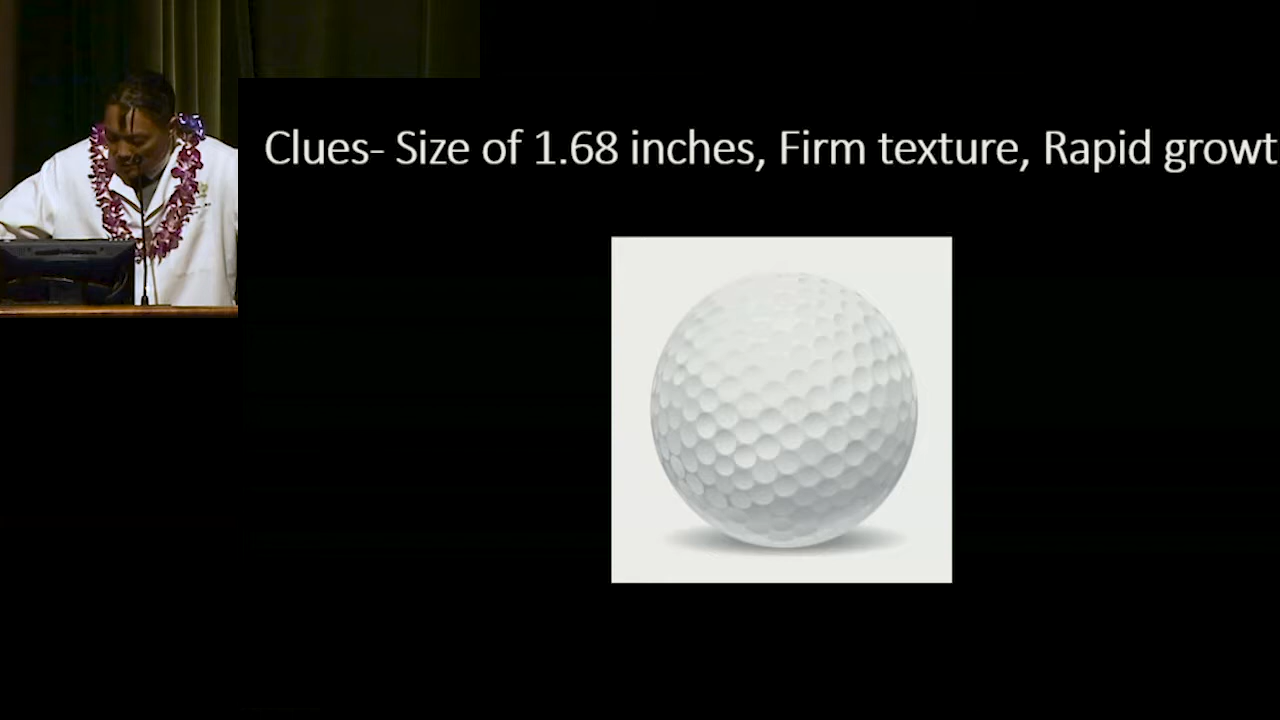 Clues- Size of 1.68 inches, Firm texture, Rapid growt